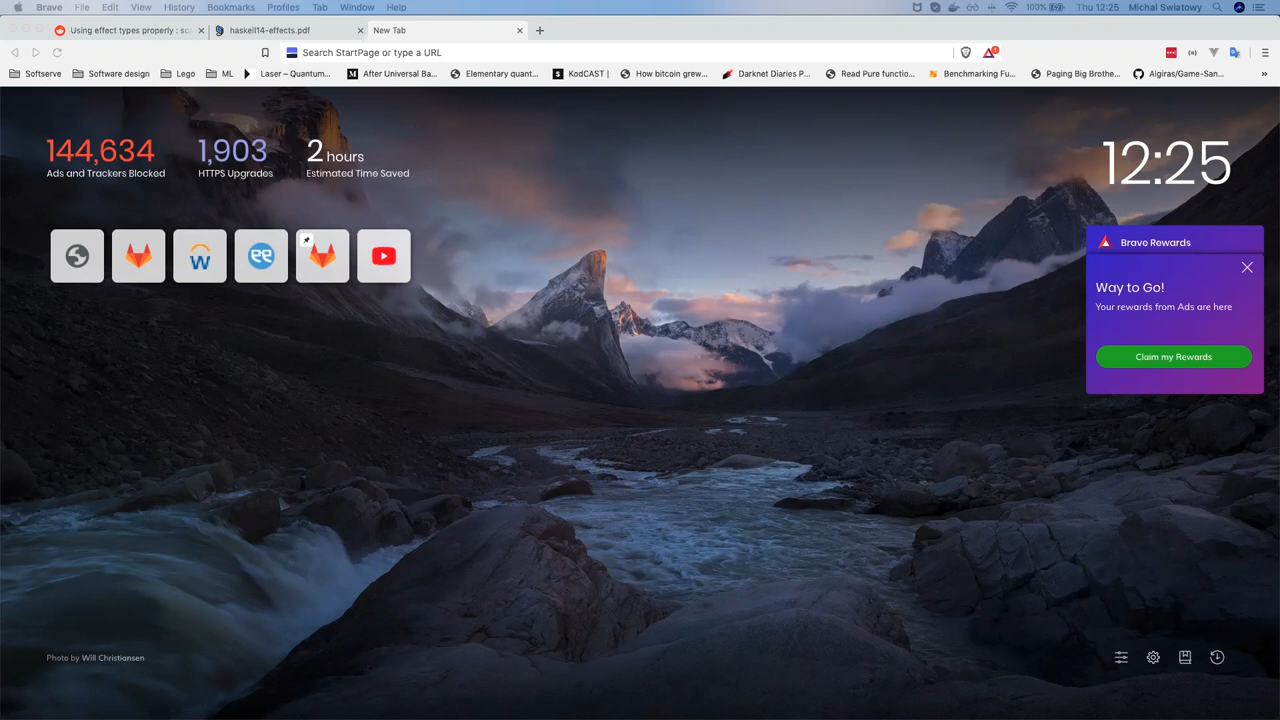 Brave File Edit View History Bookmarks Profiles Tab Window Help 100% Thu 12:25 Michal Swiatowy
Using effect types properly : sca haskell14-effects.pdf New Tab
Search StartPage or type a URL
Softserve Software design Lego ML Laser – Quantum... After Universal Ba... Elementary quant... KodCAST | How bitcoin grew... Darknet Diaries P... Read Pure functio... Benchmarking Fu... Paging Big Brothe... Algiras/Game-San... »
144,634 1,903 2 hours
Ads and Trackers Blocked HTTPS Upgrades Estimated Time Saved
12:25
Brave Rewards
Way to Go!
Your rewards from Ads are here
Claim my Rewards
Photo by Will Christiansen